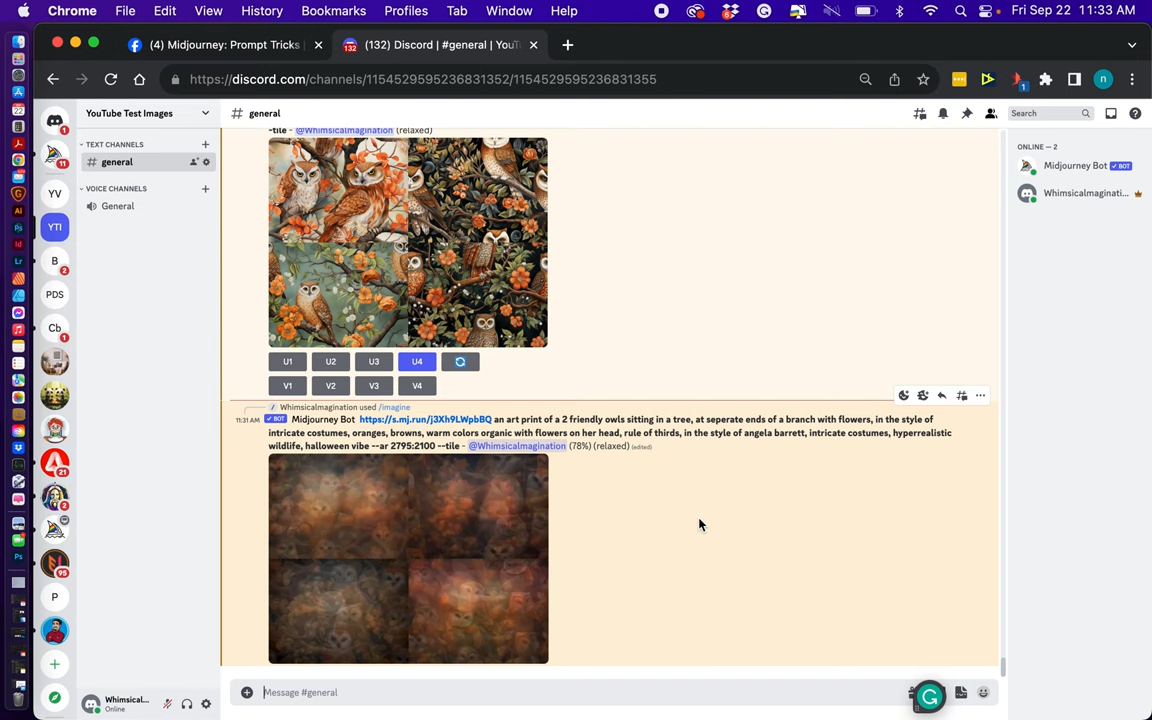 Chrome File Edit View History Bookmarks Profiles Tab Window Help Fri Sep 22 11:33 AM
(4) Midjourney: Prompt Tricks
(132) Discord | #general | YouT
https://discord.com/channels/1154529595236831352/1154529595236831355
n
YouTube Test Images
# general
Search
TEXT CHANNELS
# general
VOICE CHANNELS
General
YV
YTI
B
PDS
Cb
P
-tile - @Whimsicalmagination (relaxed)
U1 U2 U3 U4
V1 V2 V3 V4
Whimsicalmagination used /imagine
11:31 AM BOT Midjourney Bot https://s.mj.run/j3Xh9LWpbBQ an art print of a 2 friendly owls sitting in a tree, at seperate ends of a branch with flowers, in the style of
intricate costumes, oranges, browns, warm colors organic with flowers on her head, rule of thirds, in the style of angela barrett, intricate costumes, hyperrealistic
wildlife, halloween vibe --ar 2795:2100 --tile - @Whimsicalmagination (78%) (relaxed) (edited)
Message #general
ONLINE — 2
Midjourney Bot BOT
Whimsicalmaginati...
Whimsical...
Online